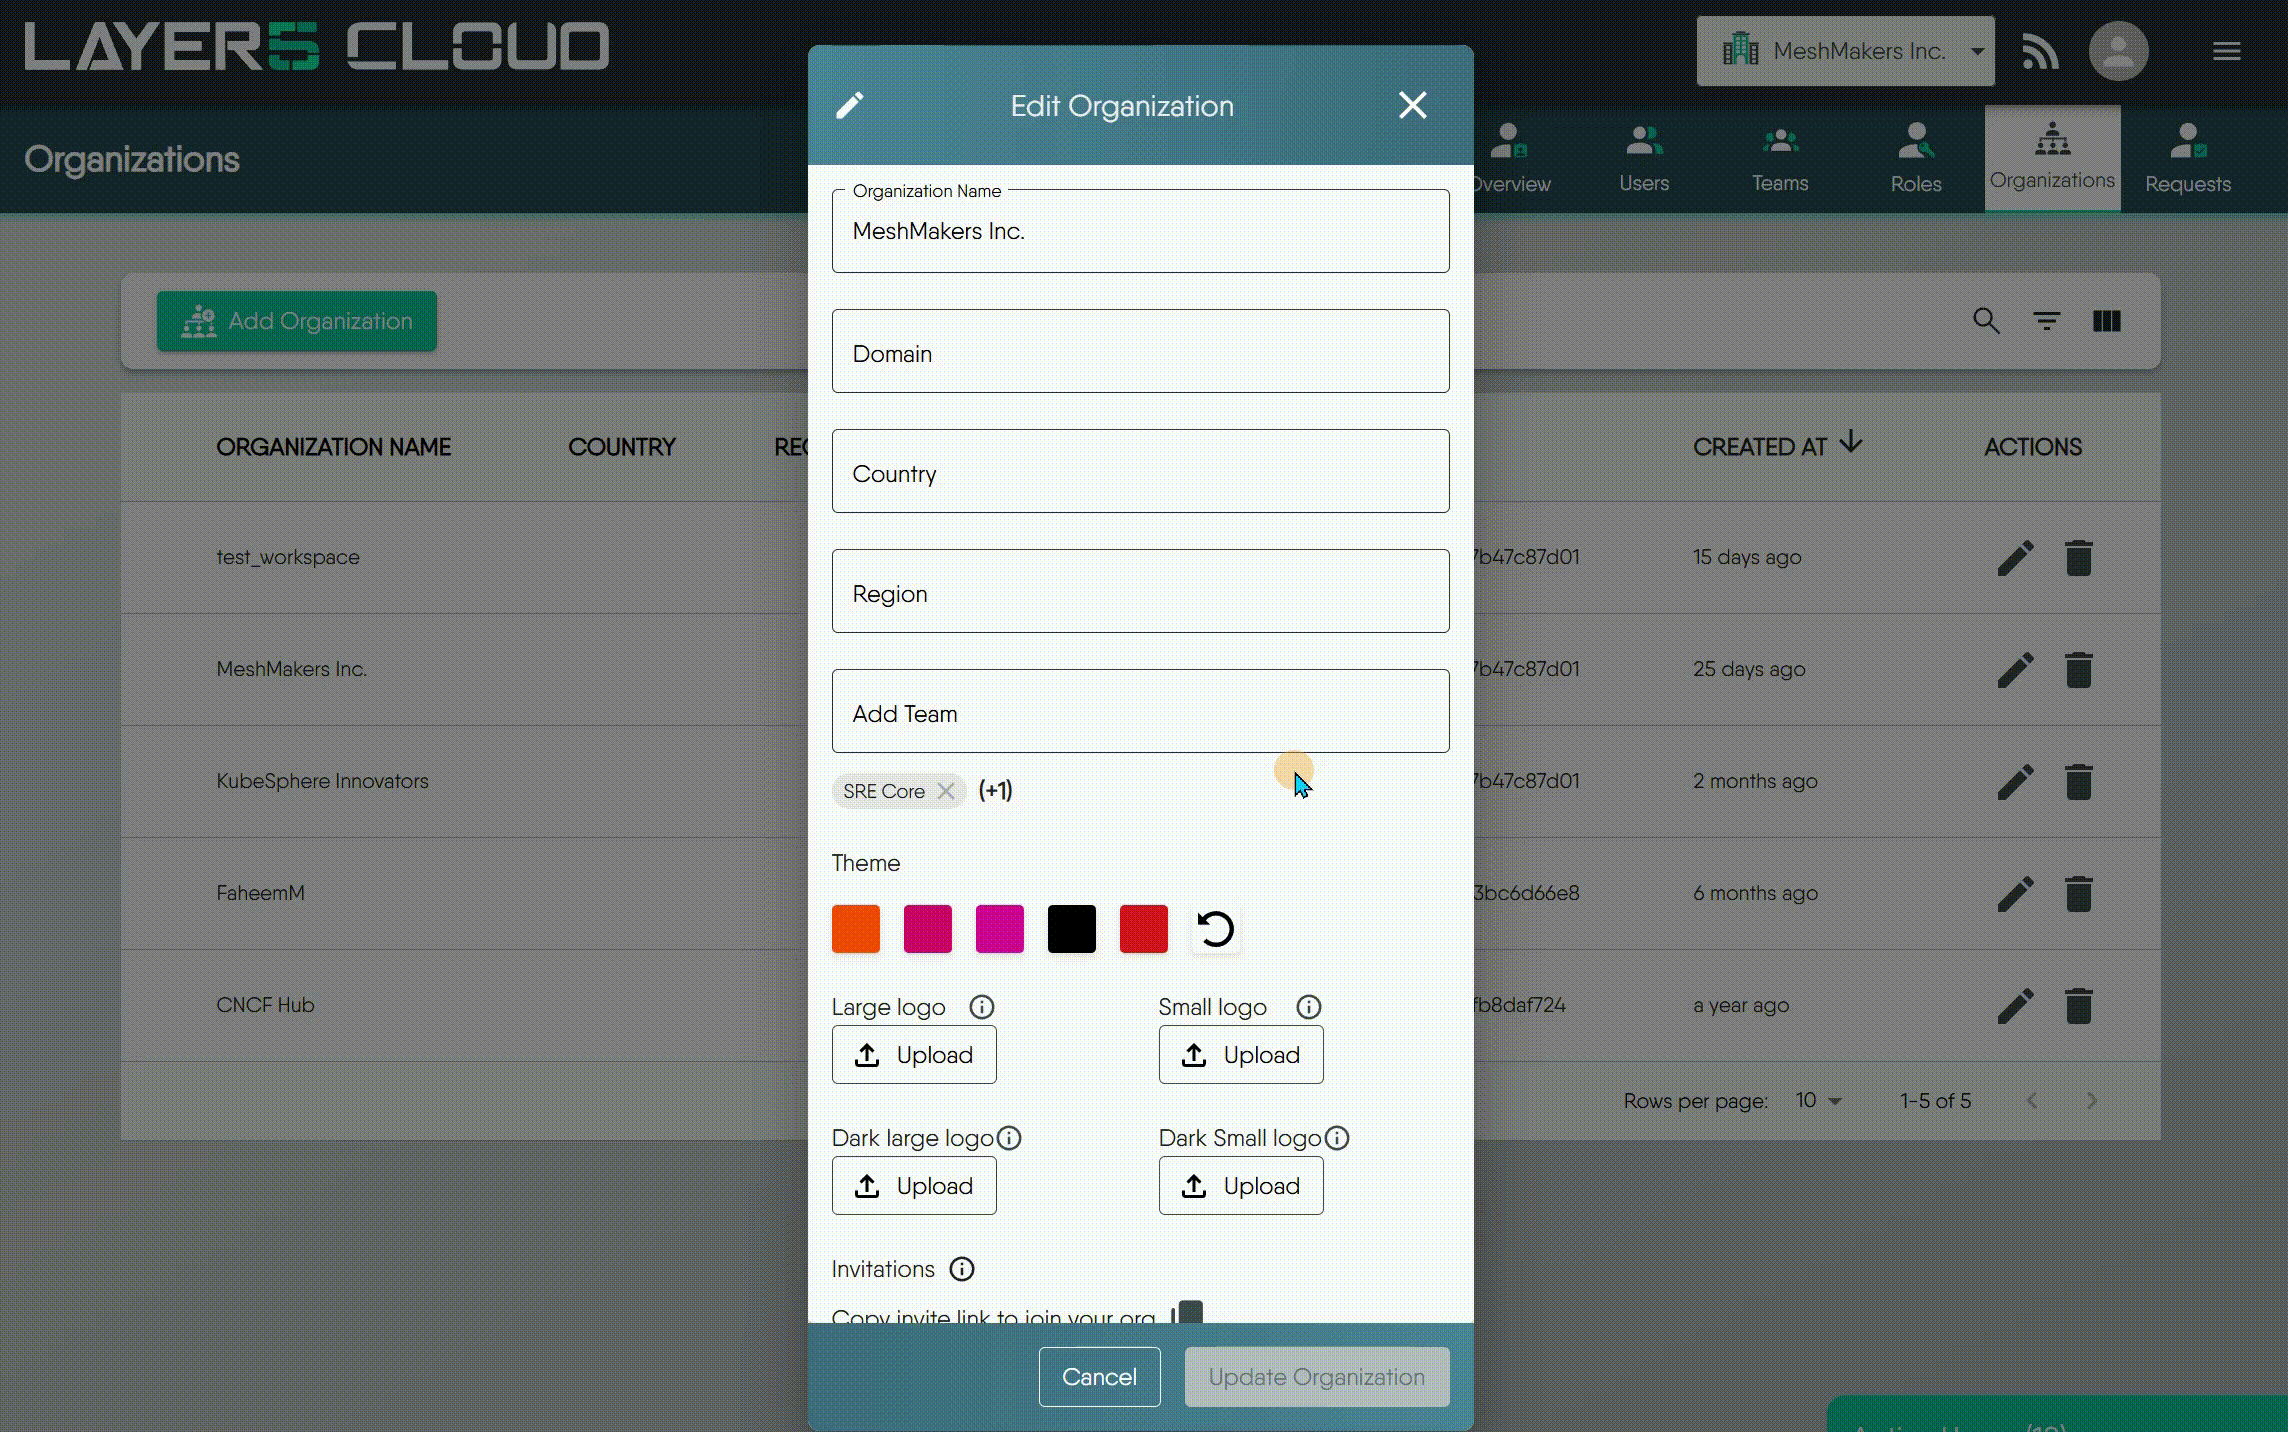 LAYER5 CLOUD
MeshMakers Inc.
Organizations
Overview
Users
Teams
Roles
Organizations
Requests
Edit Organization
Organization Name
MeshMakers Inc.
Domain
Country
Region
Add Team
SRE Core
(+1)
Theme
Large logo
Upload
Small logo
Upload
Dark large logo
Upload
Dark Small logo
Upload
Invitations
Copy invite link to join your org
Cancel
Update Organization
Add Organization
ORGANIZATION NAME COUNTRY CREATED AT ACTIONS
test_workspace 7b47c87d01 15 days ago
MeshMakers Inc. 7b47c87d01 25 days ago
KubeSphere Innovators 7b47c87d01 2 months ago
FaheemM 3bc6d66e8 6 months ago
CNCF Hub fb8daf724 a year ago
Rows per page: 10 1-5 of 5